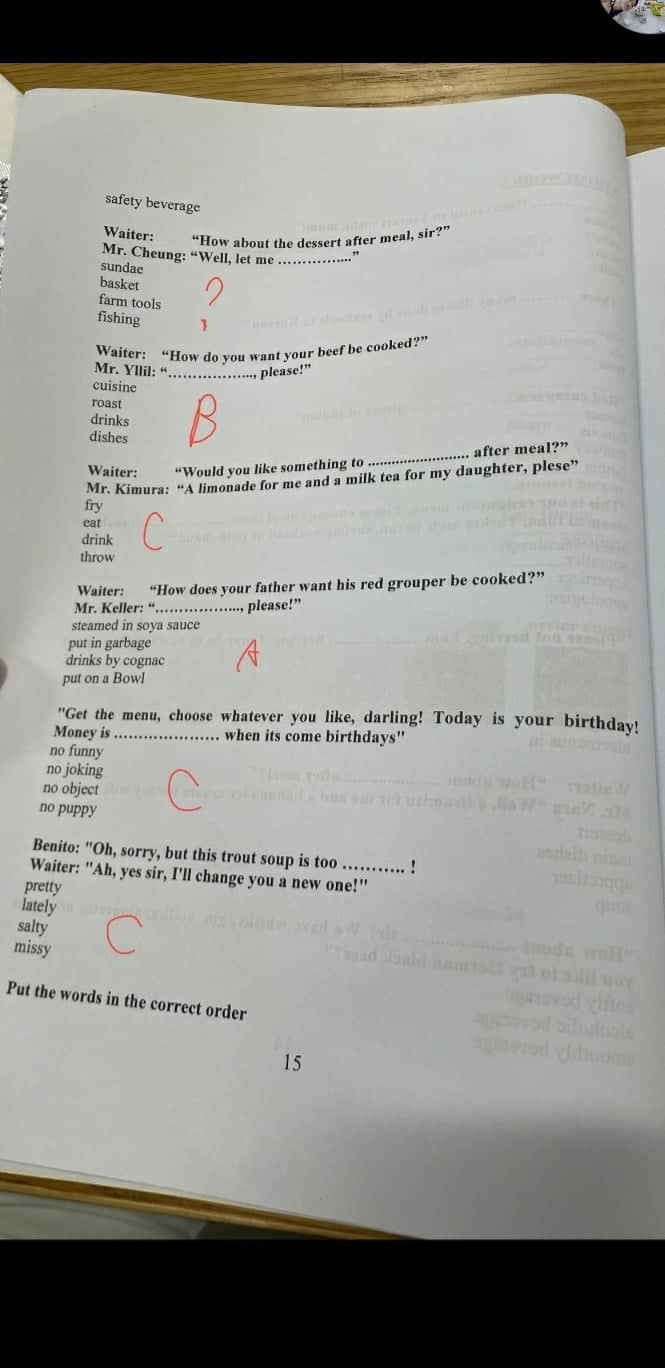 safety beverage
Waiter: "How about the dessert after meal, sir?"
Mr. Cheung: "Well, let me ................"
sundae
basket
farm tools
fishing
?
Waiter: "How do you want your beef be cooked?"
Mr. Yllil: ".................., please!"
cuisine
roast
drinks
dishes
B
Waiter: "Would you like something to ........................ after meal?"
Mr. Kimura: "A limonade for me and a milk tea for my daughter, plese"
fry
eat
drink
throw
C
Waiter: "How does your father want his red grouper be cooked?"
Mr. Keller: "................., please!"
steamed in soya sauce
put in garbage
drinks by cognac
put on a Bowl
A
"Get the menu, choose whatever you like, darling! Today is your birthday!
Money is ..................... when its come birthdays"
no funny
no joking
no object
no puppy
C
Benito: "Oh, sorry, but this trout soup is too ........... !
Waiter: "Ah, yes sir, I'll change you a new one!"
pretty
lately
salty
missy
C
Put the words in the correct order
15